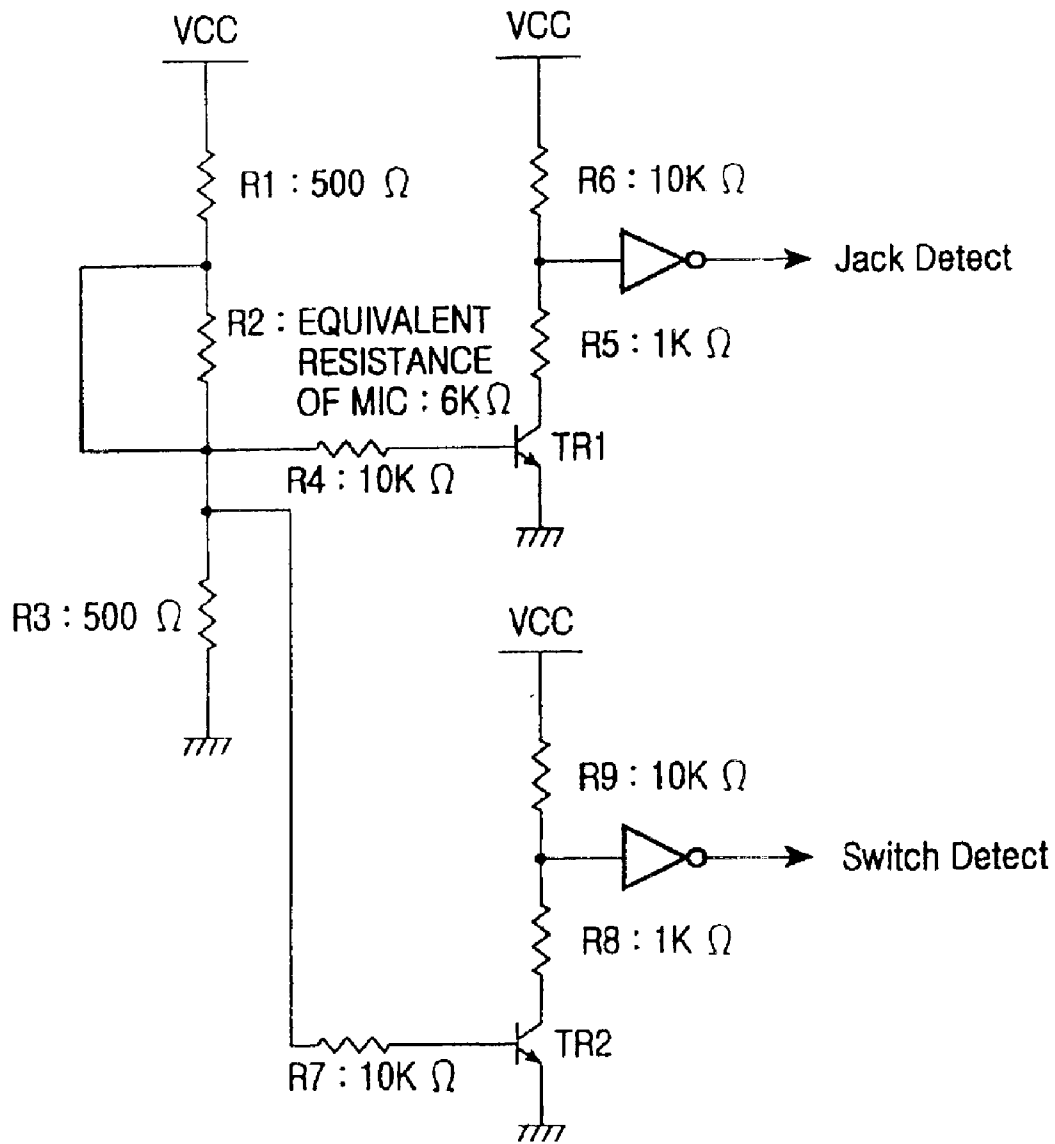 VCC
VCC
R1 : 500 Ω
R6 : 10K Ω
Jack Detect
R2 : EQUIVALENT
RESISTANCE
OF MIC : 6K Ω
R5 : 1K Ω
TR1
R4 : 10K Ω
R3 : 500 Ω
VCC
R9 : 10K Ω
Switch Detect
R8 : 1K Ω
TR2
R7 : 10K Ω